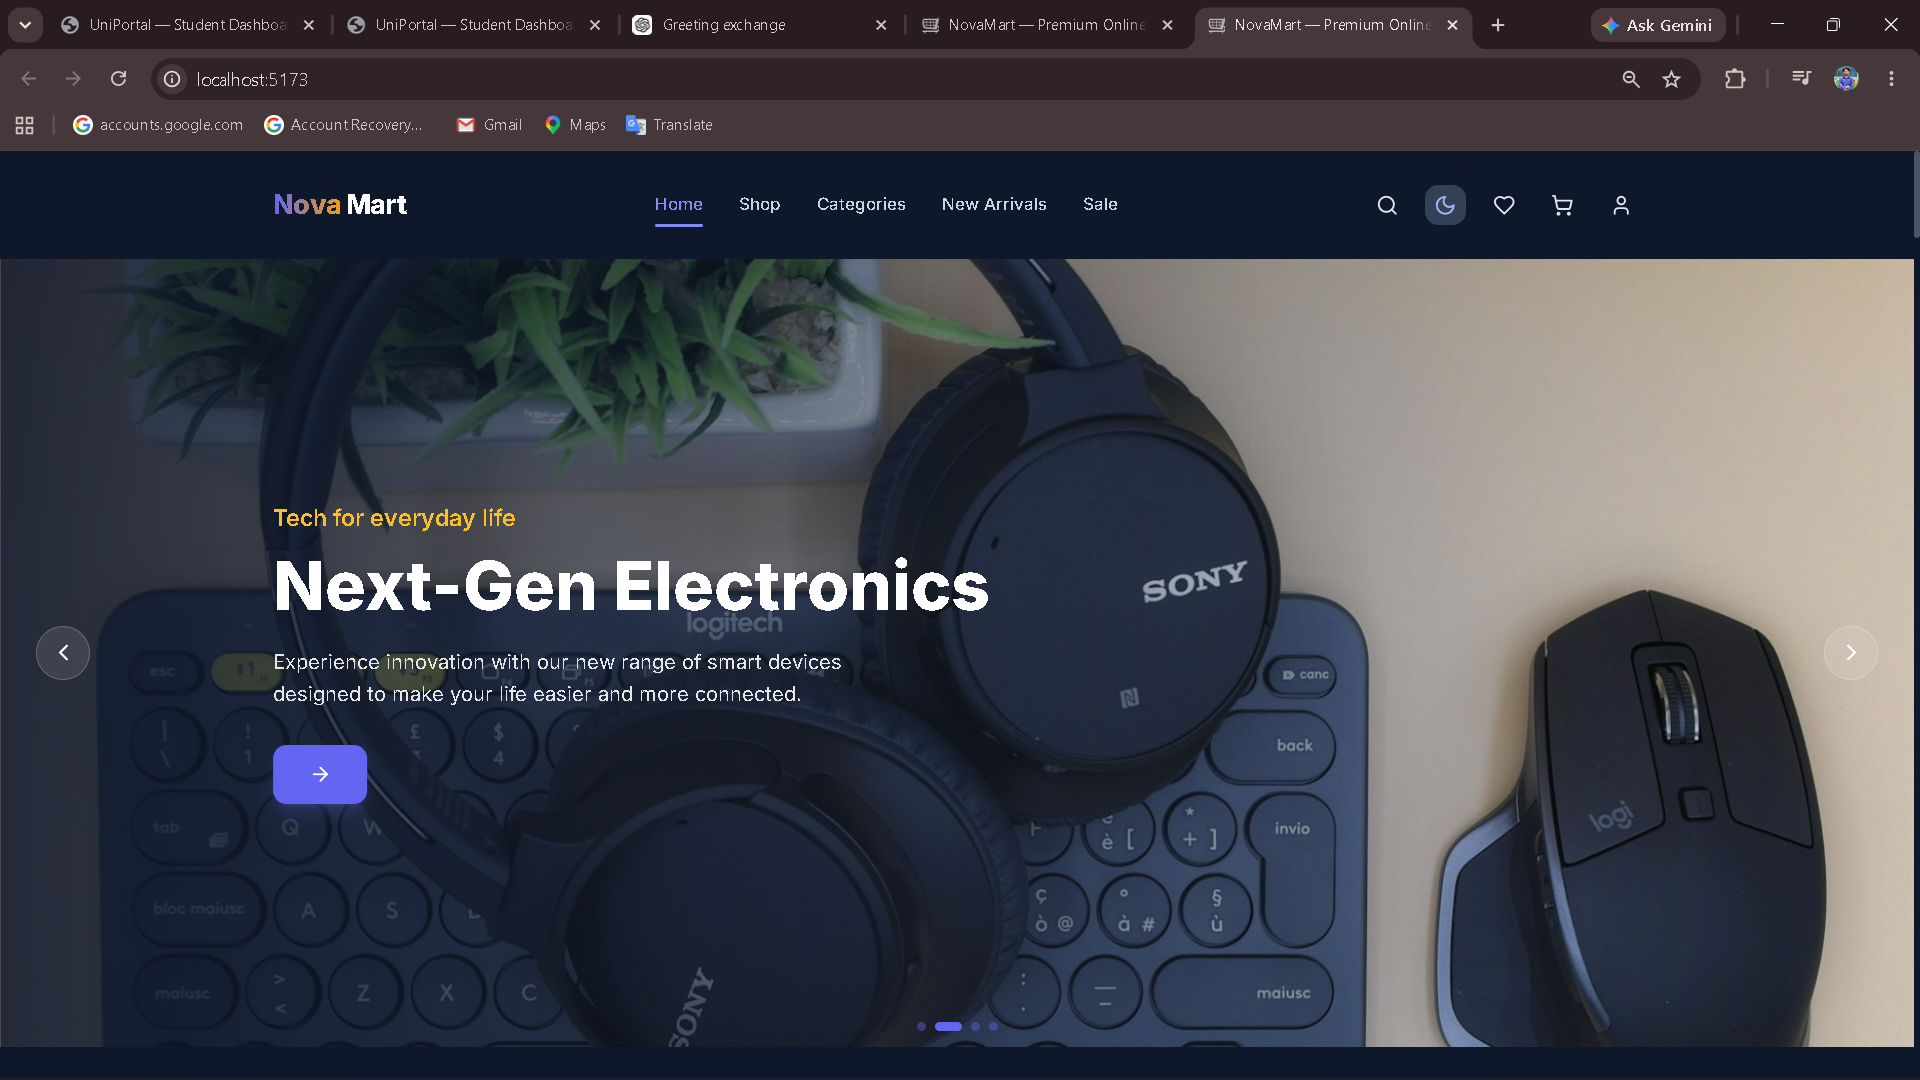 UniPortal — Student Dashboa
UniPortal — Student Dashboa
Greeting exchange
NovaMart — Premium Online
NovaMart — Premium Online
Ask Gemini
localhost:5173
accounts.google.com
Account Recovery...
Gmail
Maps
Translate
Nova Mart
Home
Shop
Categories
New Arrivals
Sale
Tech for everyday life
Next-Gen Electronics
Experience innovation with our new range of smart devices
designed to make your life easier and more connected.
SONY
logitech
esc
canc
back
tab
Q
W
è [
* + ]
invio
bloc maiusc
A
S
ç ò @
° à #
§ ù
maiusc
> <
Z
X
C
maiusc
SONY
logi
! 1
$ 4